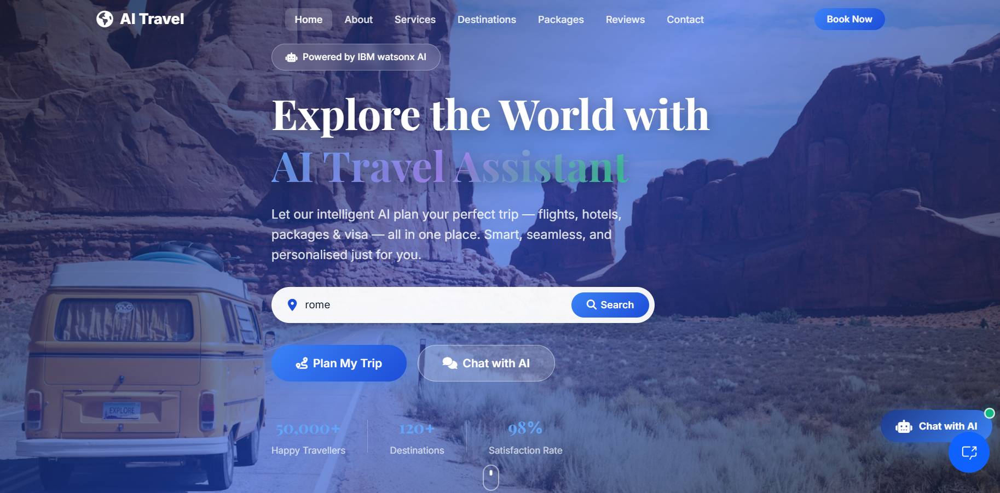 AI Travel
Home
About
Services
Destinations
Packages
Reviews
Contact
Book Now
Powered by IBM watsonx AI
Explore the World with
AI Travel Assistant
Let our intelligent AI plan your perfect trip — flights, hotels,
packages & visa — all in one place. Smart, seamless, and
personalised just for you.
rome
Search
Plan My Trip
Chat with AI
EXPLORE
50,000+
Happy Travellers
120+
Destinations
98%
Satisfaction Rate
Chat with AI